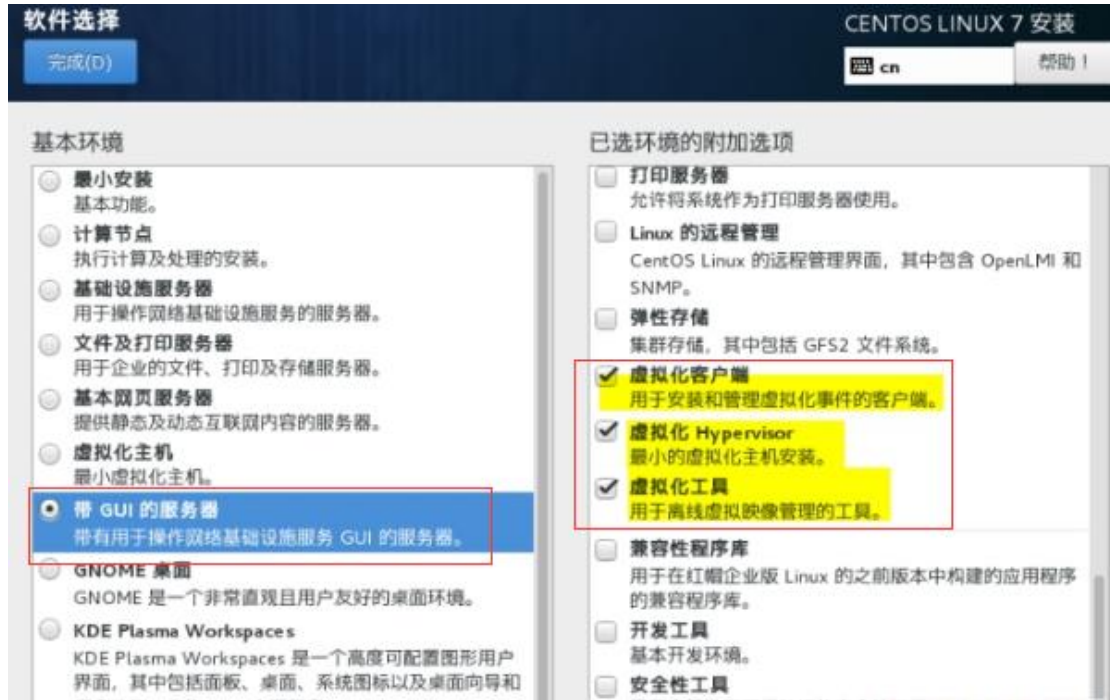 软件选择
CENTOS LINUX 7 安装
完成(D)
cn
帮助！
基本环境
最小安装
基本功能。
计算节点
执行计算及处理的安装。
基础设施服务器
用于操作网络基础设施服务的服务器。
文件及打印服务器
用于企业的文件、打印及存储服务器。
基本网页服务器
提供静态及动态互联网内容的服务器。
虚拟化主机
最小虚拟化主机。
带 GUI 的服务器
带有用于操作网络基础设施服务 GUI 的服务器。
GNOME 桌面
GNOME 是一个非常直观且用户友好的桌面环境。
KDE Plasma Workspaces
KDE Plasma Workspaces 是一个高度可配置图形用户
界面，其中包括面板、桌面、系统图标以及桌面向导和
已选环境的附加选项
打印服务器
允许将系统作为打印服务器使用。
Linux 的远程管理
CentOS Linux 的远程管理界面，其中包含 OpenLMI 和
SNMP。
弹性存储
集群存储，其中包括 GFS2 文件系统。
虚拟化客户端
用于安装和管理虚拟化事件的客户端。
虚拟化 Hypervisor
最小的虚拟化主机安装。
虚拟化工具
用于离线虚拟映像管理的工具。
兼容性程序库
用于在红帽企业版 Linux 的之前版本中构建的应用程序
的兼容程序库。
开发工具
基本开发环境。
安全性工具